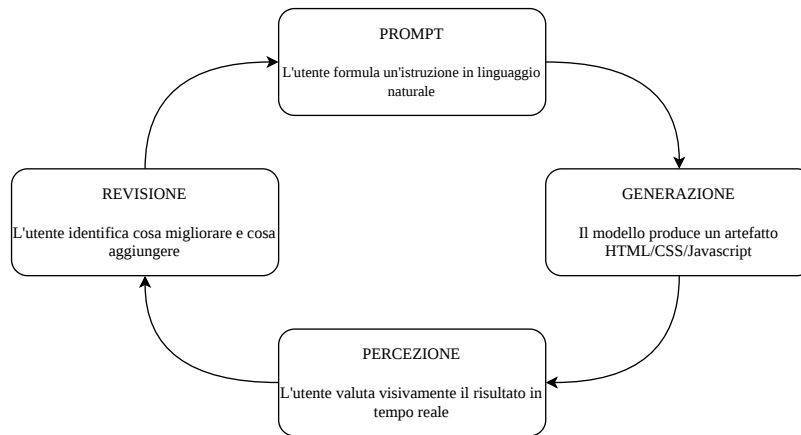 PROMPT
L'utente formula un'istruzione in linguaggio
naturale
REVISIONE
L'utente identifica cosa migliorare e cosa
aggiungere
GENERAZIONE
Il modello produce un artefatto
HTML/CSS/Javascript
PERCEZIONE
L'utente valuta visivamente il risultato in
tempo reale